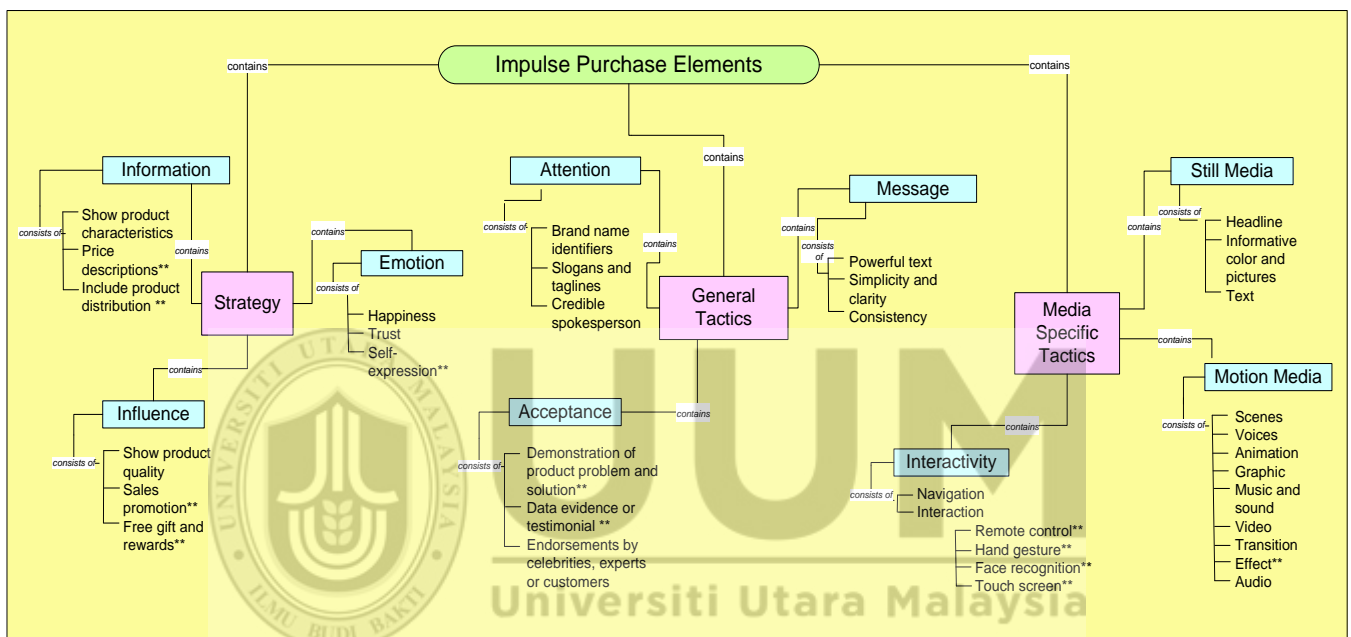 Impulse Purchase Elements
contains
contains
contains
Information
consists of
Show product
characteristics
Price
descriptions**
Include product
distribution **
contains
Strategy
contains
Emotion
consists of
Happiness
Trust
Self-
expression**
contains
Influence
consists of
Show product
quality
Sales
promotion**
Free gift and
rewards**
Attention
consists of
Brand name
identifiers
Slogans and
taglines
Credible
spokesperson
contains
General
Tactics
contains
Message
consists
of
Powerful text
Simplicity and
clarity
Consistency
contains
Acceptance
consists of
Demonstration of
product problem and
solution**
Data evidence or
testimonial **
Endorsements by
celebrities, experts
or customers
Media
Specific
Tactics
contains
Still Media
consists of
Headline
Informative
color and
pictures
Text
contains
Motion Media
consists of
Scenes
Voices
Animation
Graphic
Music and
sound
Video
Transition
Effect**
Audio
contains
Interactivity
consists of
Navigation
Interaction
Remote control**
Hand gesture**
Face recognition**
Touch screen**
UNIVERSITI UTARA MALAYSIA
ILMU BUDI BAKTI
UUM
Universiti Utara Malaysia